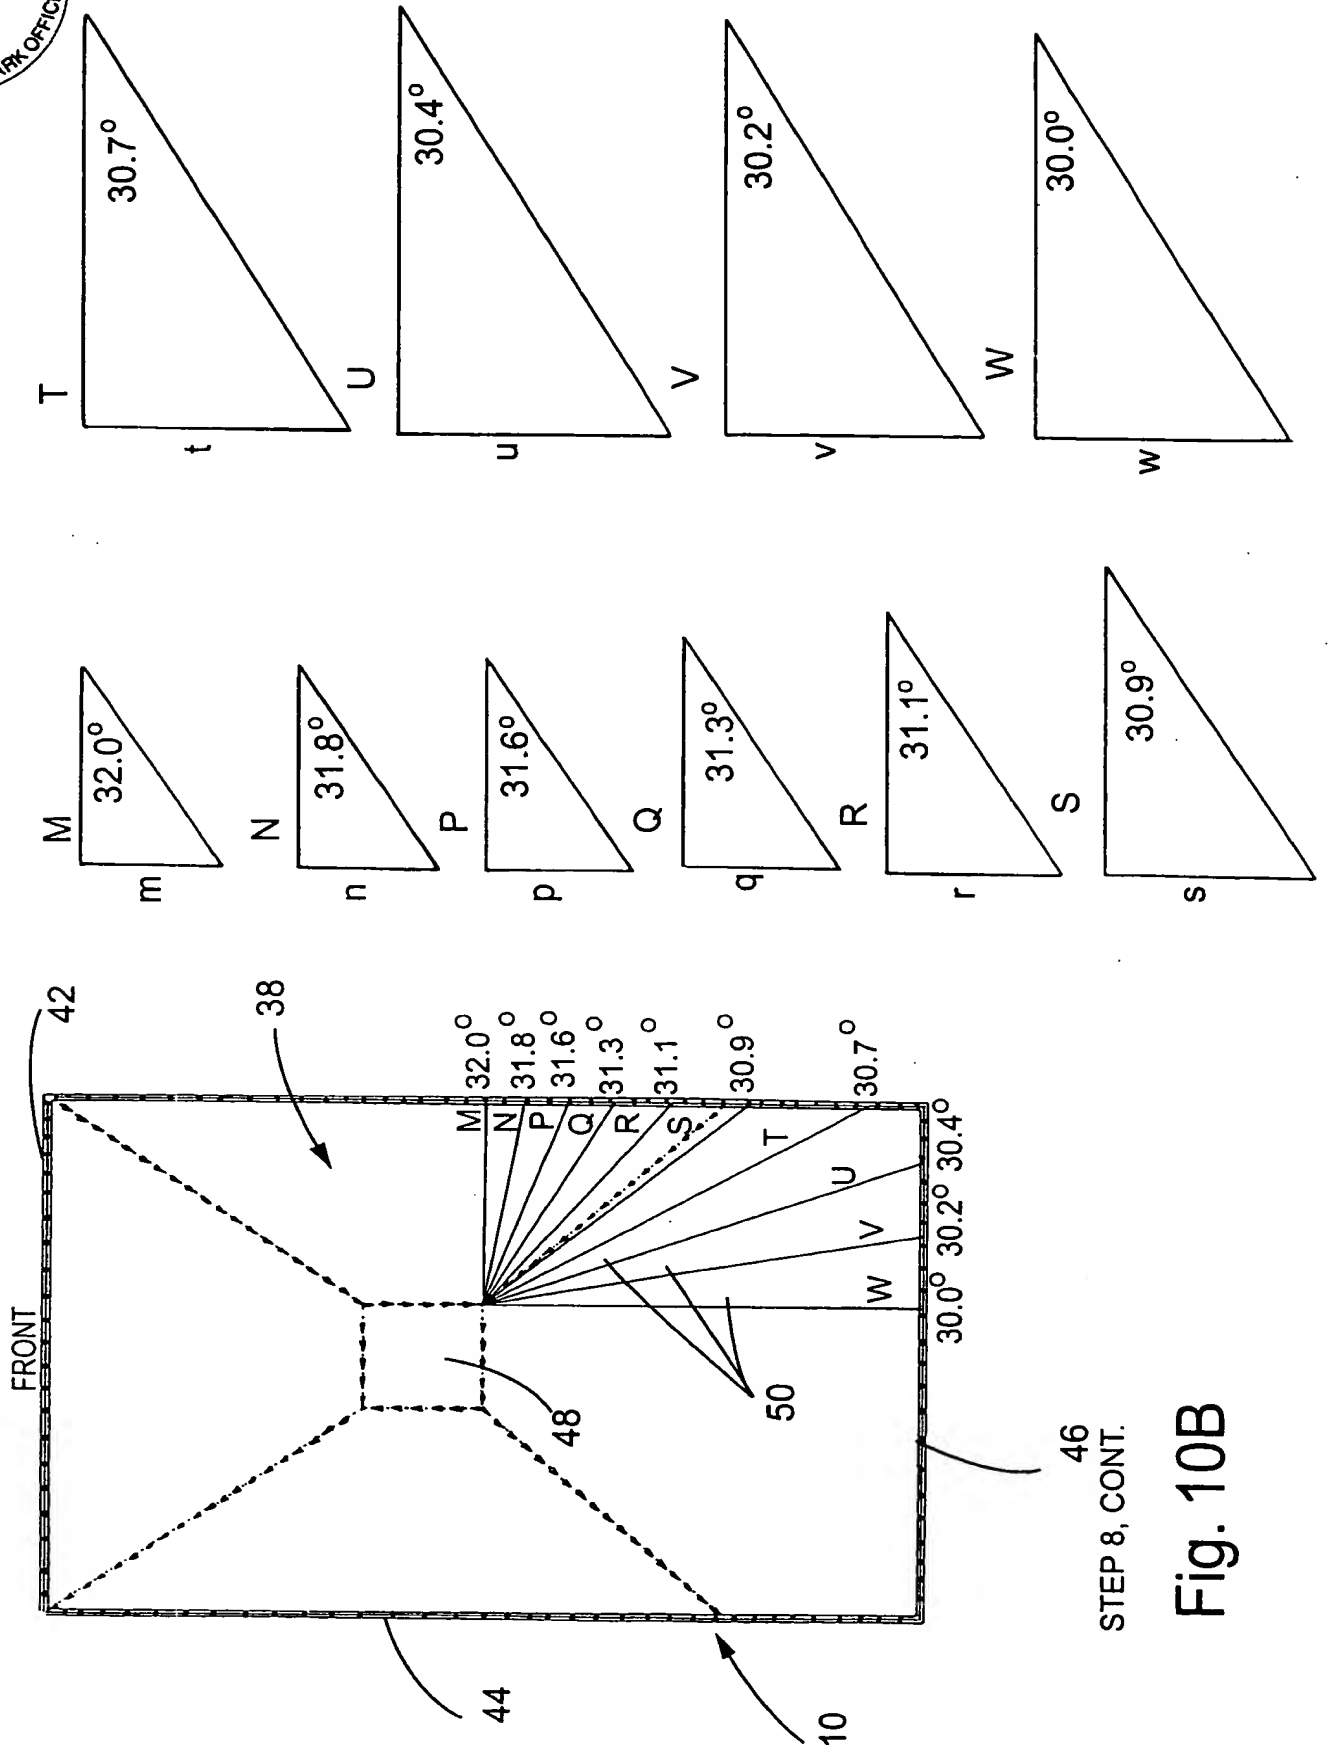 RK OFFIC
FRONT
42
38
44
10
48
50
46
M
N
P
Q
R
S
T
U
V
W
32.0°
31.8°
31.6°
31.3°
31.1°
30.9°
30.7°
30.4°
30.2°
30.0°
M
32.0°
m
N
31.8°
n
P
31.6°
p
Q
31.3°
q
R
31.1°
r
S
30.9°
s
T
30.7°
t
U
30.4°
u
V
30.2°
v
W
30.0°
w
STEP 8, CONT.
Fig. 10B